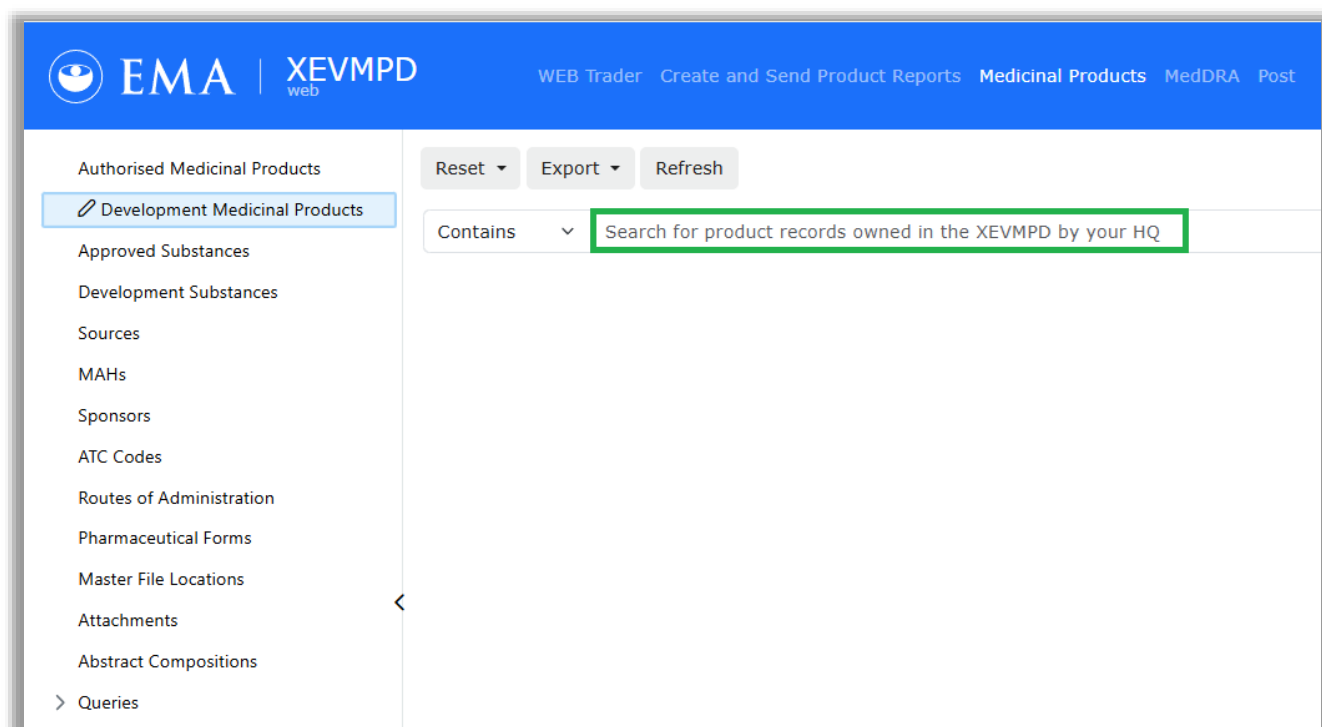 EMA | XEVMPD
web
WEB Trader Create and Send Product Reports Medicinal Products MedDRA Post
Authorised Medicinal Products
Development Medicinal Products
Approved Substances
Development Substances
Sources
MAHs
Sponsors
ATC Codes
Routes of Administration
Pharmaceutical Forms
Master File Locations
Attachments
Abstract Compositions
Queries
Reset Export Refresh
Contains Search for product records owned in the XEVMPD by your HQ